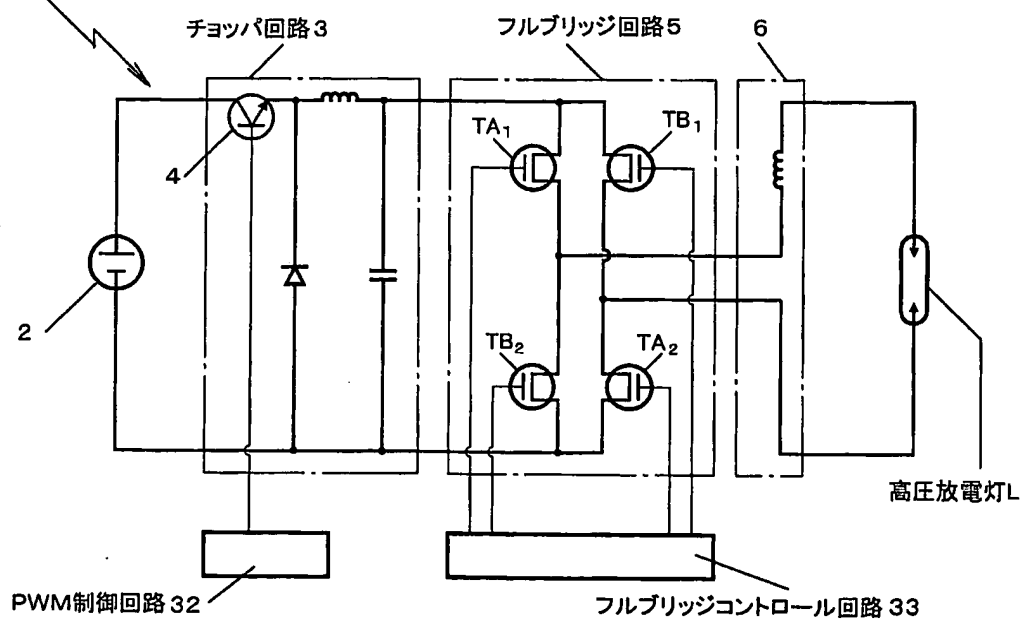 チョッパ回路3
フルブリッジ回路5
6
TA₁
TB₁
4
2
TB₂
TA₂
高圧放電灯L
PWM制御回路32
フルブリッジコントロール回路33